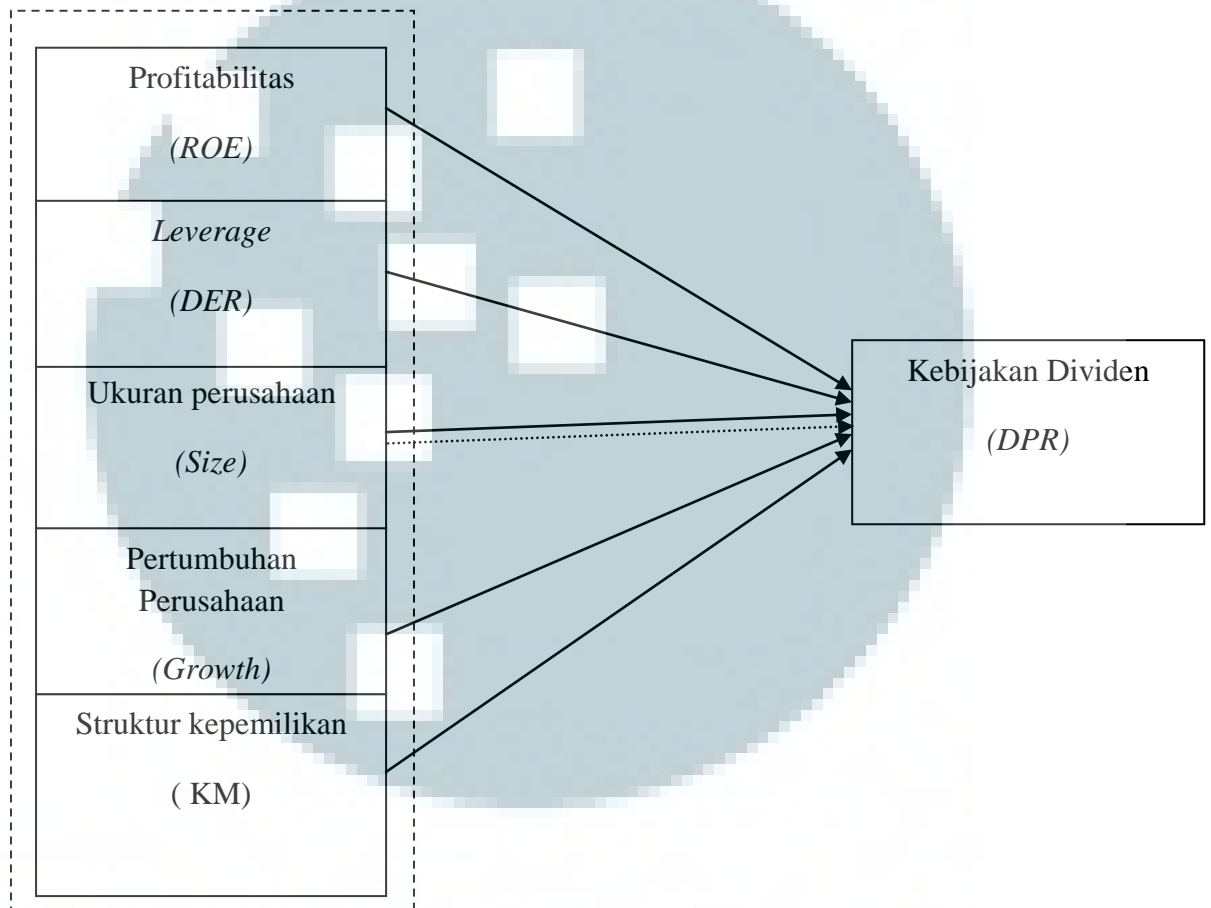 Profitabilitas
(ROE)
Leverage
(DER)
Ukuran perusahaan
(Size)
Pertumbuhan
Perusahaan
(Growth)
Struktur kepemilikan
( KM)
Kebijakan Dividen
(DPR)